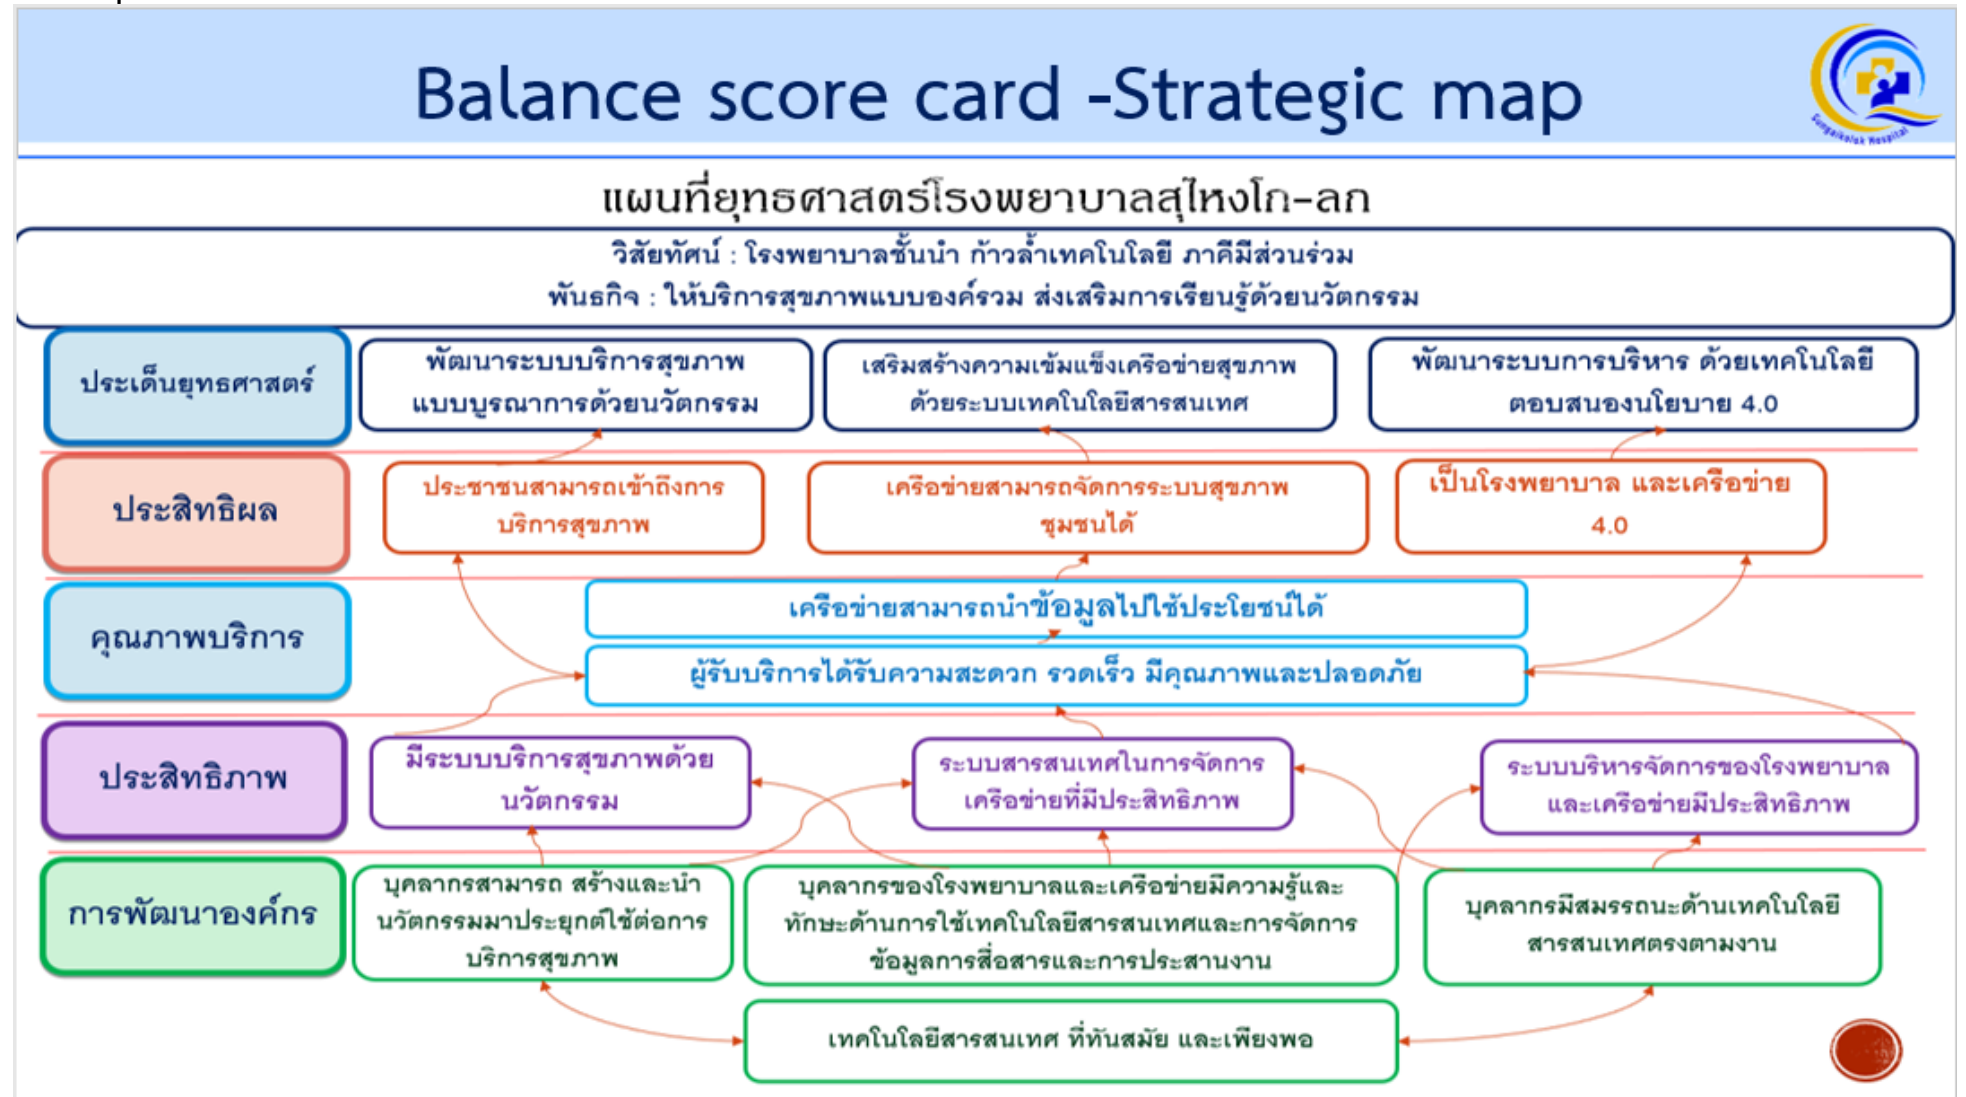 Balance score card -Strategic map
Sungaikolok Hospital
แผนที่ยุทธศาสตร์โรงพยาบาลสุไหงโก-ลก
วิสัยทัศน์ : โรงพยาบาลชั้นนำ ก้าวล้ำเทคโนโลยี ภาคีมีส่วนร่วม
พันธกิจ : ให้บริการสุขภาพแบบองค์รวม ส่งเสริมการเรียนรู้ด้วยนวัตกรรม
ประเด็นยุทธศาสตร์
พัฒนาระบบบริการสุขภาพ
แบบบูรณาการด้วยนวัตกรรม
เสริมสร้างความเข้มแข็งเครือข่ายสุขภาพ
ด้วยระบบเทคโนโลยีสารสนเทศ
พัฒนาระบบการบริหาร ด้วยเทคโนโลยี
ตอบสนองนโยบาย 4.0
ประสิทธิผล
ประชาชนสามารถเข้าถึงการ
บริการสุขภาพ
เครือข่ายสามารถจัดการระบบสุขภาพ
ชุมชนได้
เป็นโรงพยาบาล และเครือข่าย
4.0
คุณภาพบริการ
เครือข่ายสามารถนำข้อมูลไปใช้ประโยชน์ได้
ผู้รับบริการได้รับความสะดวก รวดเร็ว มีคุณภาพและปลอดภัย
ประสิทธิภาพ
มีระบบบริการสุขภาพด้วย
นวัตกรรม
ระบบสารสนเทศในการจัดการ
เครือข่ายที่มีประสิทธิภาพ
ระบบบริหารจัดการของโรงพยาบาล
และเครือข่ายมีประสิทธิภาพ
การพัฒนาองค์กร
บุคลากรสามารถ สร้างและนำ
นวัตกรรมมาประยุกต์ใช้ต่อการ
บริการสุขภาพ
บุคลากรของโรงพยาบาลและเครือข่ายมีความรู้และ
ทักษะด้านการใช้เทคโนโลยีสารสนเทศและการจัดการ
ข้อมูลการสื่อสารและการประสานงาน
บุคลากรมีสมรรถนะด้านเทคโนโลยี
สารสนเทศตรงตามงาน
เทคโนโลยีสารสนเทศ ที่ทันสมัย และเพียงพอ